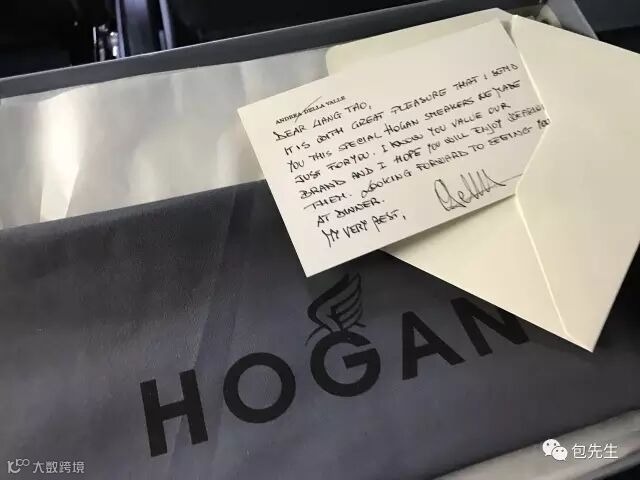 ANDREA DELLA VALLE
DEAR LIANG TAO,
IT IS WITH GREAT PLEASURE THAT I SEND
YOU THIS SPECIAL HOGAN SNEAKERS WE MADE
JUST FOR YOU. I KNOW YOU VALUE OUR
BRAND AND I HOPE YOU WILL ENJOY WEARING
THEM. LOOKING FORWARD TO SEEING YOU
AT DINNER.
MY VERY BEST,
HOGAN
包先生
大数跨境